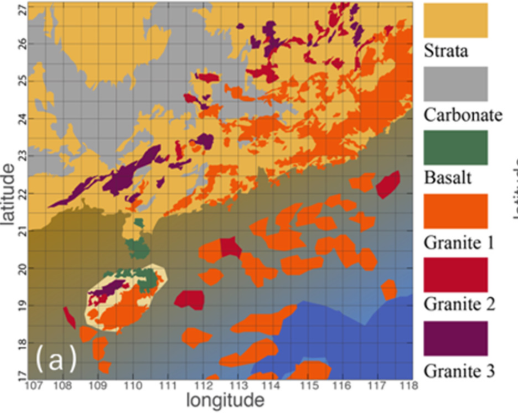 27
26
25
24
23
22
21
20
19
18
17
latitude
(a)
107 108 109 110 111 112 113 114 115 116 117 118
longitude
Strata
Carbonate
Basalt
Granite 1
Granite 2
Granite 3